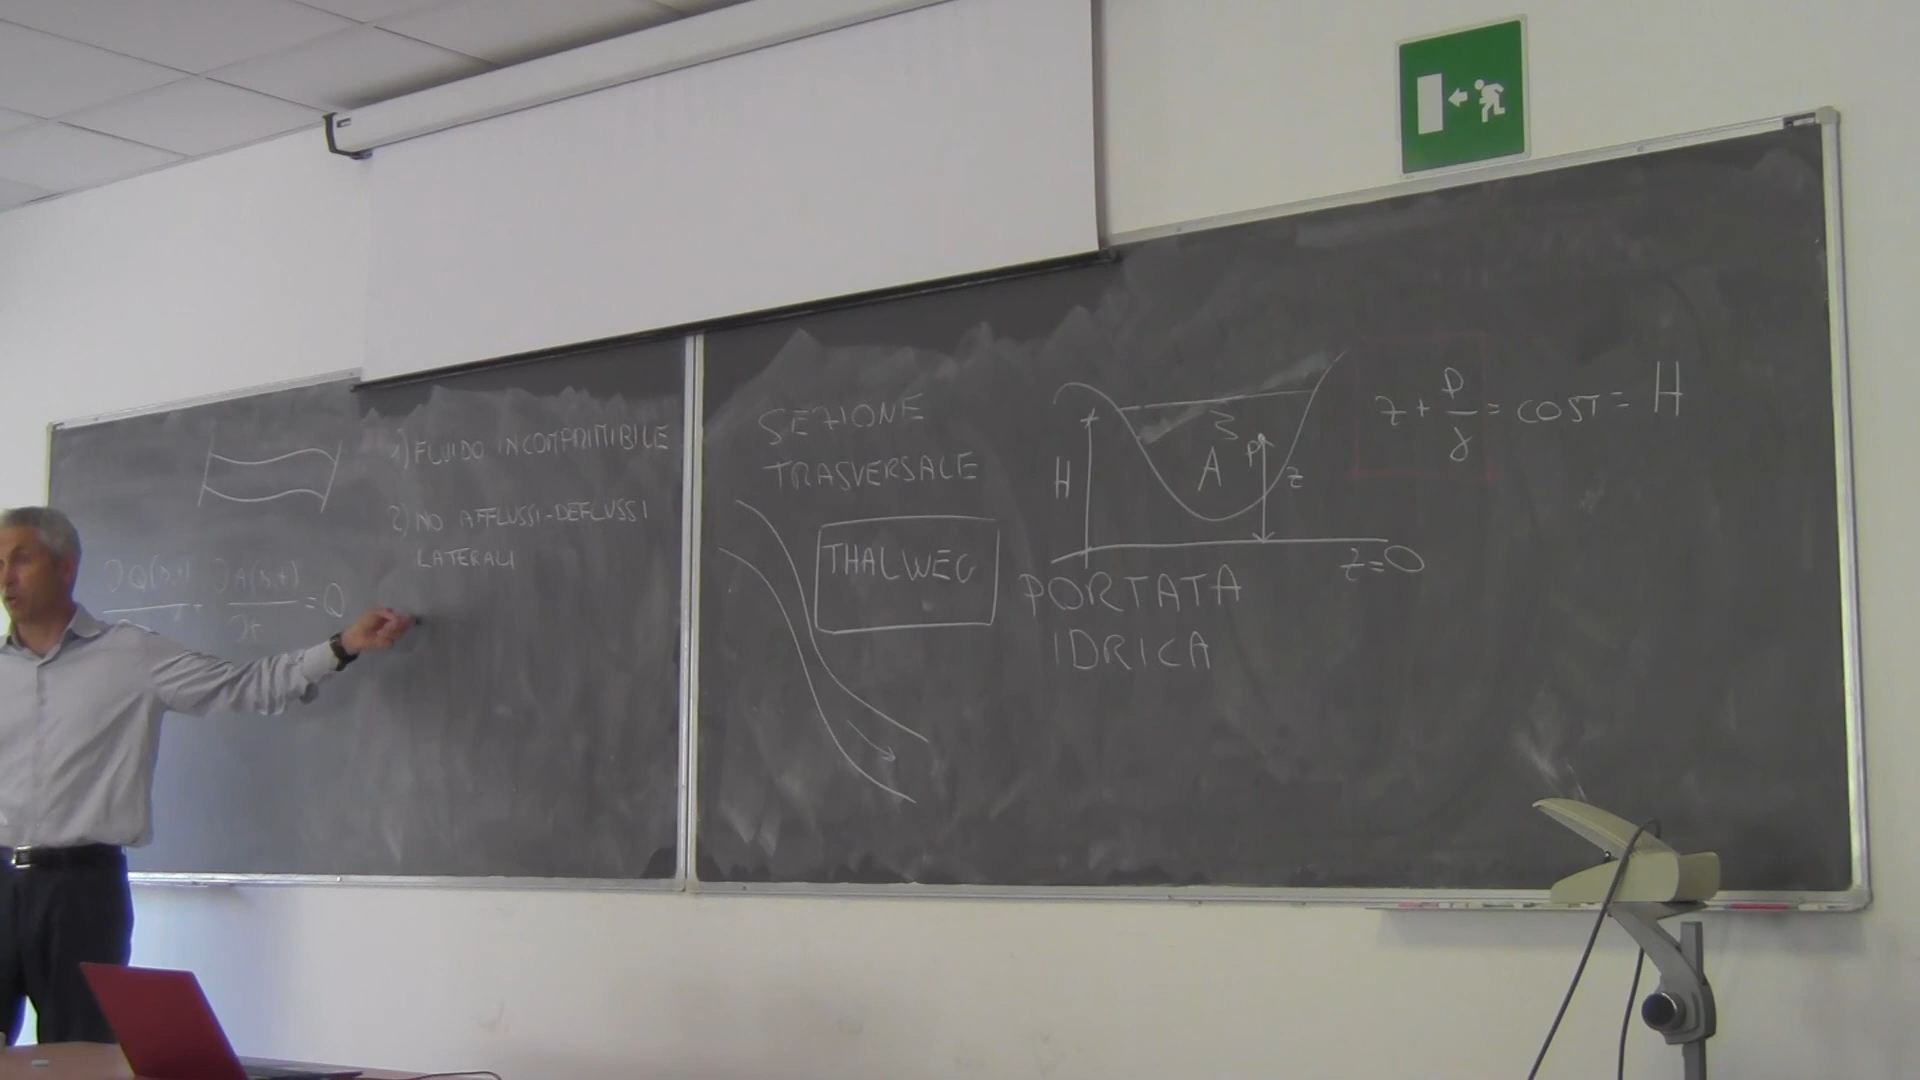 1) FLUIDO INCOMPRIMIBILE
2) NO AFFLUSSI-DEFLUSSI
LATERALI
∂Q(s,t) + ∂A(s,t) = 0
∂t
SEZIONE
TRASVERSALE
THALWEG
PORTATA
IDRICA
H
A
P
z
z=0
z + p/γ = COST = H